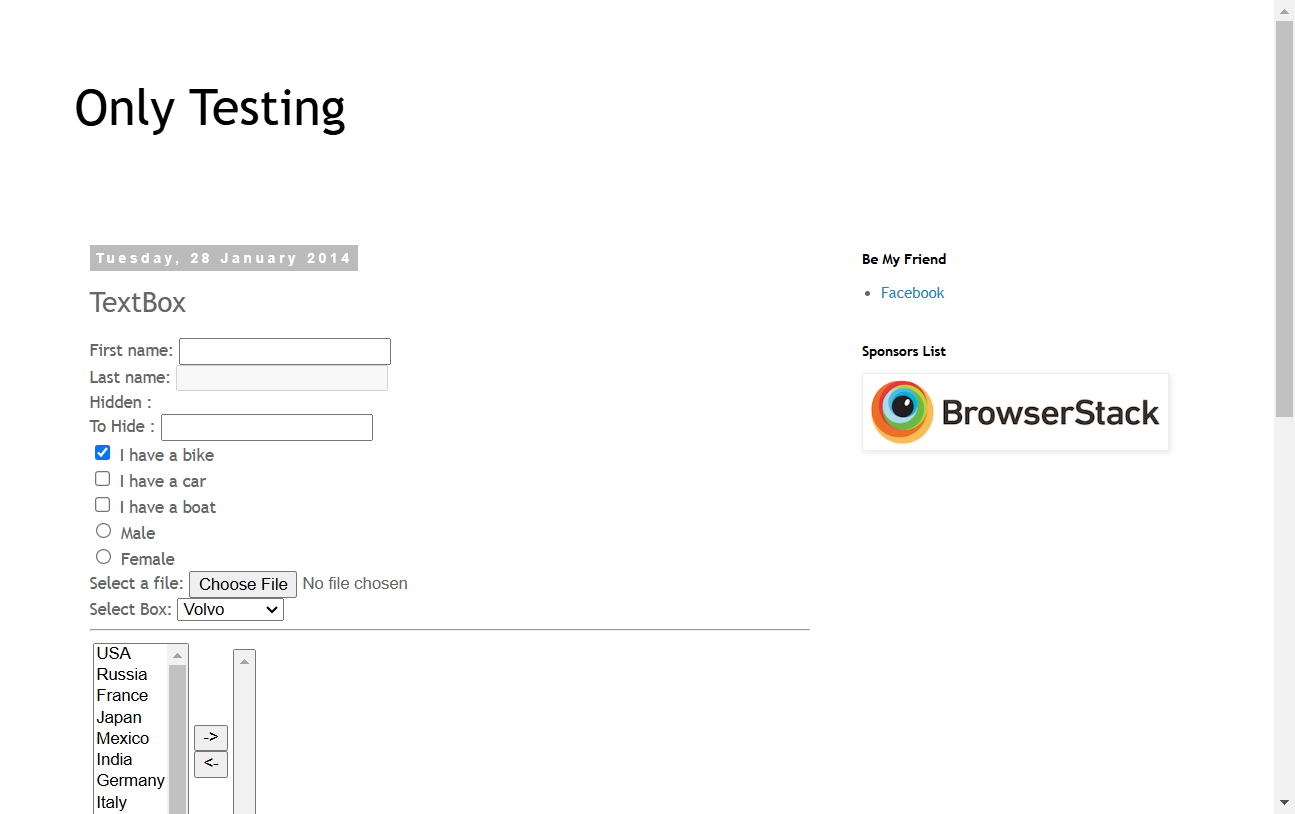 Only Testing
Tuesday, 28 January 2014
TextBox
First name:
Last name:
Hidden :
To Hide :
I have a bike
I have a car
I have a boat
Male
Female
Select a file: Choose File No file chosen
Select Box: Volvo
USA
Russia
France
Japan
Mexico
India
Germany
Italy
->
<-
Be My Friend
Facebook
Sponsors List
BrowserStack